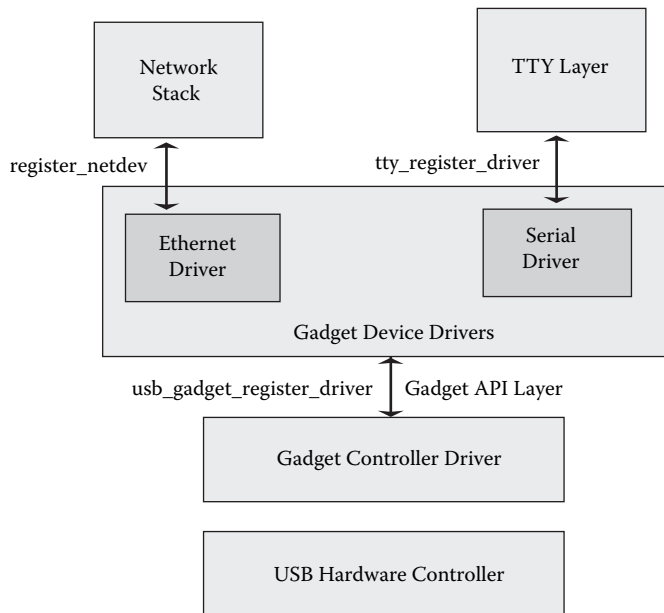 Network
Stack
TTY Layer
register_netdev
tty_register_driver
Ethernet
Driver
Serial
Driver
Gadget Device Drivers
usb_gadget_register_driver
Gadget API Layer
Gadget Controller Driver
USB Hardware Controller